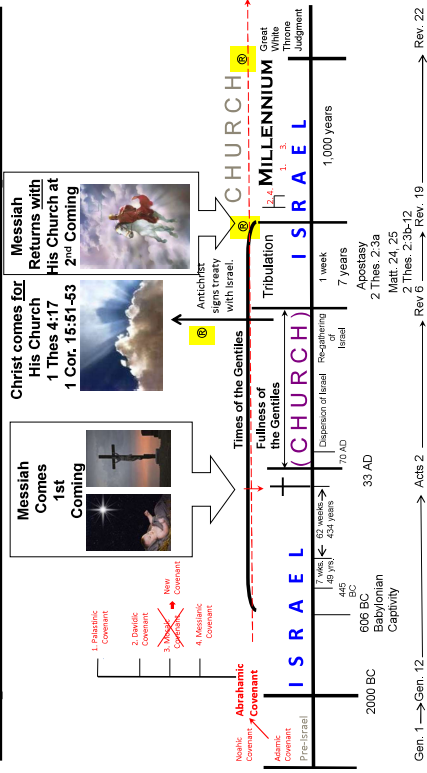 Messiah
Comes
1st
Coming
Christ comes for
His Church
1 Thes 4:17
1 Cor. 15:51-53
Messiah
Returns with
His Church at
2nd Coming
1. Palastinic
Covenant
2. Davidic
Covenant
3. Mosaic
Covenant
New
Covenant
4. Messianic
Covenant
®
Antichrist
signs treaty
with Israel.
®
CHURCH
®
Great
White
Throne
Judgment
Times of the Gentiles
Noahic
Covenant
Abrahamic
Covenant
Adamic
Covenant
Fullness of
the Gentiles
Tribulation
2. 4.
MILLENNIUM
1. 3.
Pre-Israel
ISRAEL
(CHURCH)
ISRAEL
7 wks.
49 yrs.
62 weeks
434 years
Dispersion of Israel
Re-gathering
of
Israel
1 week
7 years
1,000 years
2000 BC
606 BC
Babylonian
Captivity
445
BC
33 AD
70 AD
Apostasy
2 Thes. 2:3a
Matt. 24, 25
2 Thes. 2:3b-12
Gen. 1
Gen. 12
Acts 2
Rev 6
Rev. 19
Rev. 22